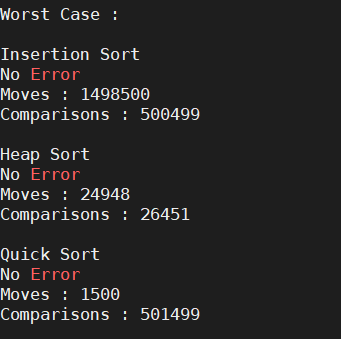 Worst Case :
Insertion Sort
No Error
Moves : 1498500
Comparisons : 500499
Heap Sort
No Error
Moves : 24948
Comparisons : 26451
Quick Sort
No Error
Moves : 1500
Comparisons : 501499